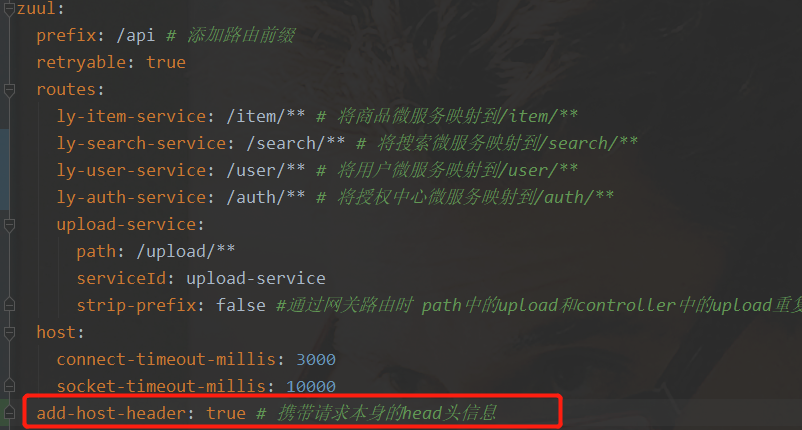 zuul:
prefix: /api # 添加路由前缀
retryable: true
routes:
ly-item-service: /item/** # 将商品微服务映射到/item/**
ly-search-service: /search/** # 将搜索微服务映射到/search/**
ly-user-service: /user/** # 将用户微服务映射到/user/**
ly-auth-service: /auth/** # 将授权中心微服务映射到/auth/**
upload-service:
path: /upload/**
serviceId: upload-service
strip-prefix: false #通过网关路由时 path中的upload和controller中的upload重复
host:
connect-timeout-millis: 3000
socket-timeout-millis: 10000
add-host-header: true # 携带请求本身的head头信息